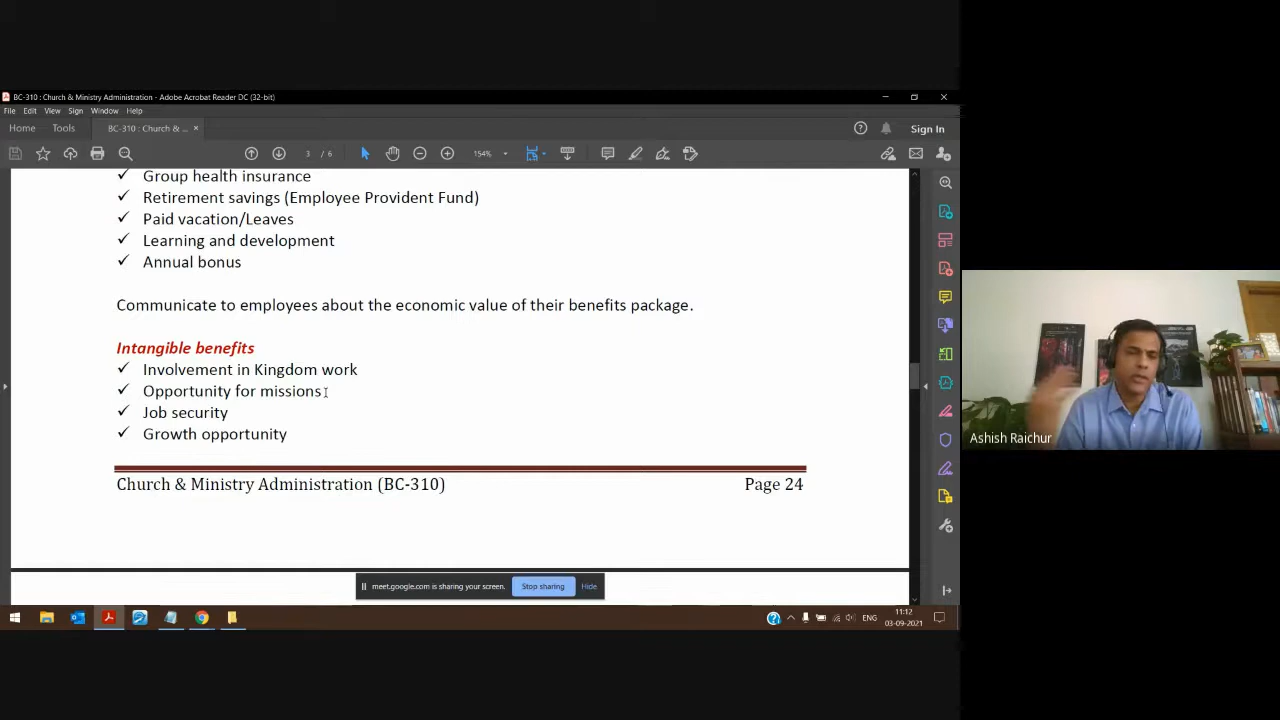 BC-310 : Church & Ministry Administration - Adobe Acrobat Reader DC (32-bit)
File Edit View Sign Window Help
Home Tools BC-310 : Church & ... × Sign In
3 / 6 154%
✓ Group health insurance
✓ Retirement savings (Employee Provident Fund)
✓ Paid vacation/Leaves
✓ Learning and development
✓ Annual bonus
Communicate to employees about the economic value of their benefits package.
Intangible benefits
✓ Involvement in Kingdom work
✓ Opportunity for missions
✓ Job security
✓ Growth opportunity
Church & Ministry Administration (BC-310) Page 24
Ashish Raichur
meet.google.com is sharing your screen. Stop sharing Hide
ENG
11:12
03-09-2021